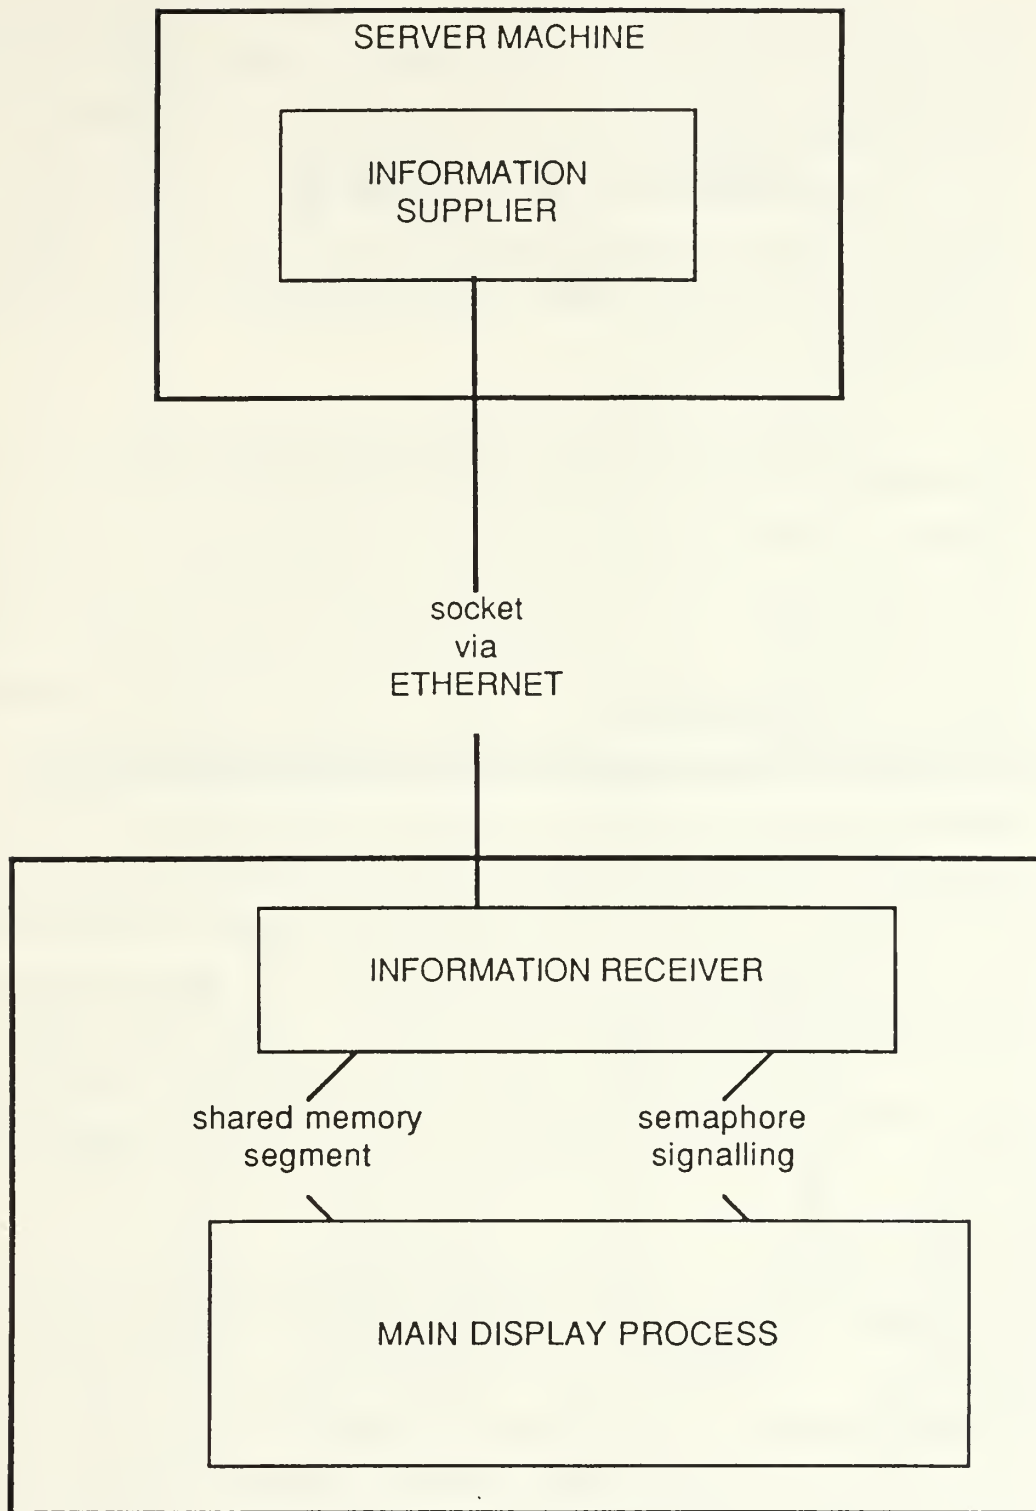 SERVER MACHINE
INFORMATION
SUPPLIER
socket
via
ETHERNET
INFORMATION RECEIVER
shared memory
segment
semaphore
signalling
MAIN DISPLAY PROCESS